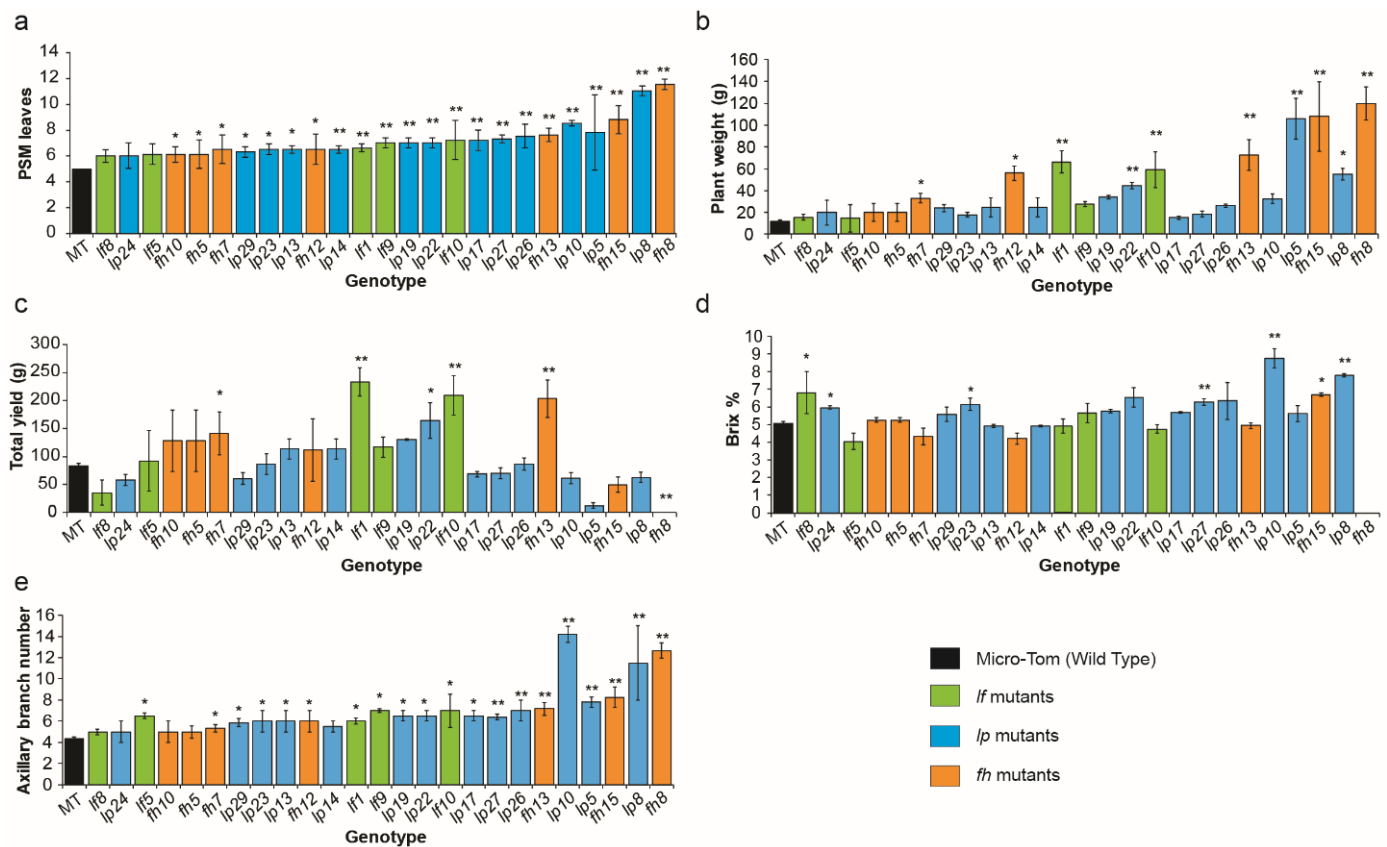 a
PSM leaves
14
12
10
8
6
4
2
0
** **
**
**
** ** ** ** ** ** ** ** **
* * * * * * * **
MT lf8 lp24 lf5 fh10 fh5 fh7 lp29 lp23 lp13 fh12 lp14 lf1 lf9 lp19 lp22 lf10 lp17 lp27 lp26 fh13 lp10 lp5 fh15 lp8 fh8
Genotype
b
Plant weight (g)
160
140
120
100
80
60
40
20
0
* * ** ** ** ** ** ** * **
MT lf8 lp24 lf5 fh10 fh5 fh7 lp29 lp23 lp13 fh12 lp14 lf1 lf9 lp19 lp22 lf10 lp17 lp27 lp26 fh13 lp10 lp5 fh15 lp8 fh8
Genotype
c
Total yield (g)
300
250
200
150
100
50
0
* ** * ** ** **
MT lf8 lp24 lf5 fh10 fh5 fh7 lp29 lp23 lp13 fh12 lp14 lf1 lf9 lp19 lp22 lf10 lp17 lp27 lp26 fh13 lp10 lp5 fh15 lp8 fh8
Genotype
d
Brix %
10
9
8
7
6
5
4
3
2
1
0
* * * ** ** * **
MT lf8 lp24 lf5 fh10 fh5 fh7 lp29 lp23 lp13 fh12 lp14 lf1 lf9 lp19 lp22 lf10 lp17 lp27 lp26 fh13 lp10 lp5 fh15 lp8 fh8
Genotype
e
Axillary branch number
16
14
12
10
8
6
4
2
0
* * * * * * * * * * * * ** ** ** ** ** ** ** **
MT lf8 lp24 lf5 fh10 fh5 fh7 lp29 lp23 lp13 fh12 lp14 lf1 lf9 lp19 lp22 lf10 lp17 lp27 lp26 fh13 lp10 lp5 fh15 lp8 fh8
Genotype
Micro-Tom (Wild Type)
lf mutants
lp mutants
fh mutants